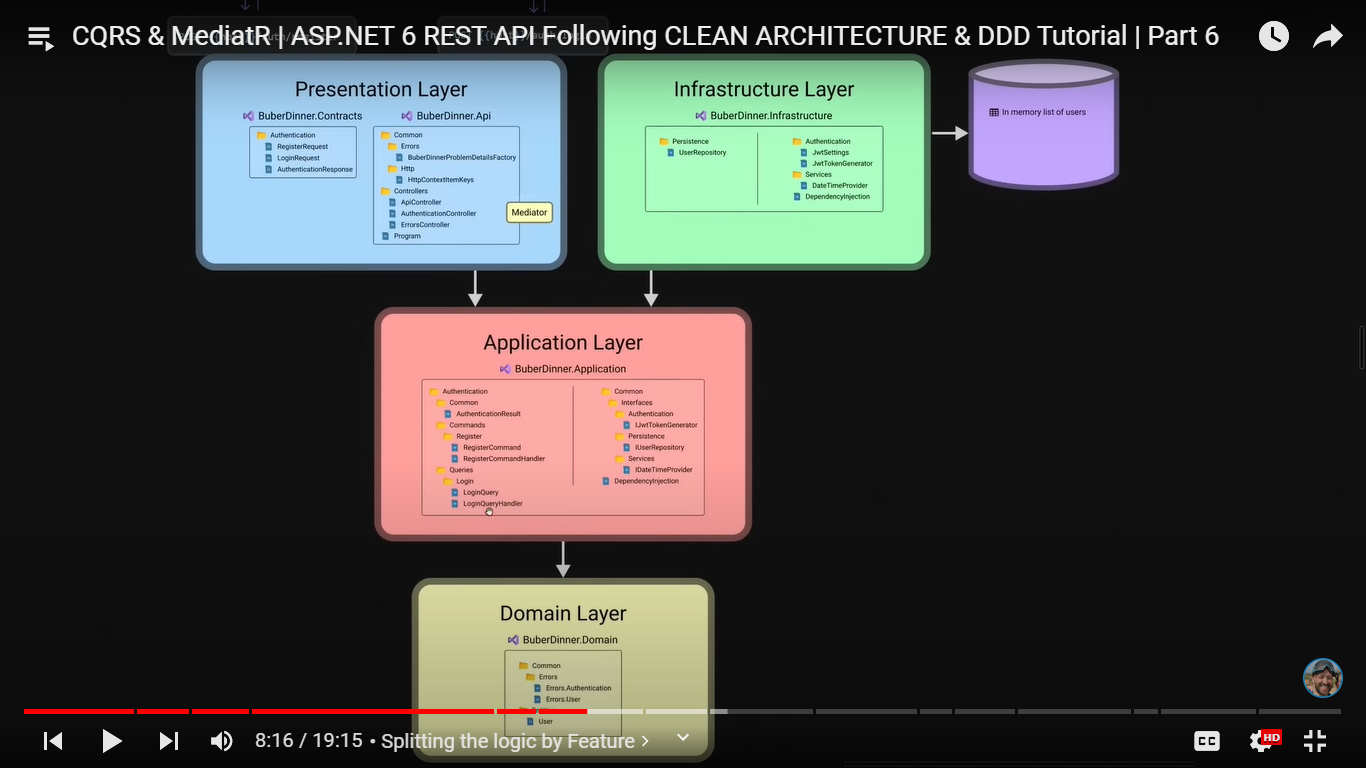 CQRS & MediatR | ASP.NET 6 REST API Following CLEAN ARCHITECTURE & DDD Tutorial | Part 6
Presentation Layer
BuberDinner.Contracts
Authentication
RegisterRequest
LoginRequest
AuthenticationResponse
BuberDinner.Api
Common
Errors
BuberDinnerProblemDetailsFactory
Http
HttpContextItemKeys
Controllers
ApiController
AuthenticationController
ErrorsController
Program
Mediator
Infrastructure Layer
BuberDinner.Infrastructure
Persistence
UserRepository
Authentication
JwtSettings
JwtTokenGenerator
Services
DateTimeProvider
DependencyInjection
In memory list of users
Application Layer
BuberDinner.Application
Authentication
Common
AuthenticationResult
Commands
Register
RegisterCommand
RegisterCommandHandler
Queries
Login
LoginQuery
LoginQueryHandler
Common
Interfaces
Authentication
IJwtTokenGenerator
Persistence
IUserRepository
Services
IDateTimeProvider
DependencyInjection
Domain Layer
BuberDinner.Domain
Common
Errors
Errors.Authentication
Errors.User
User
8:16 / 19:15 • Splitting the logic by Feature
CC
HD